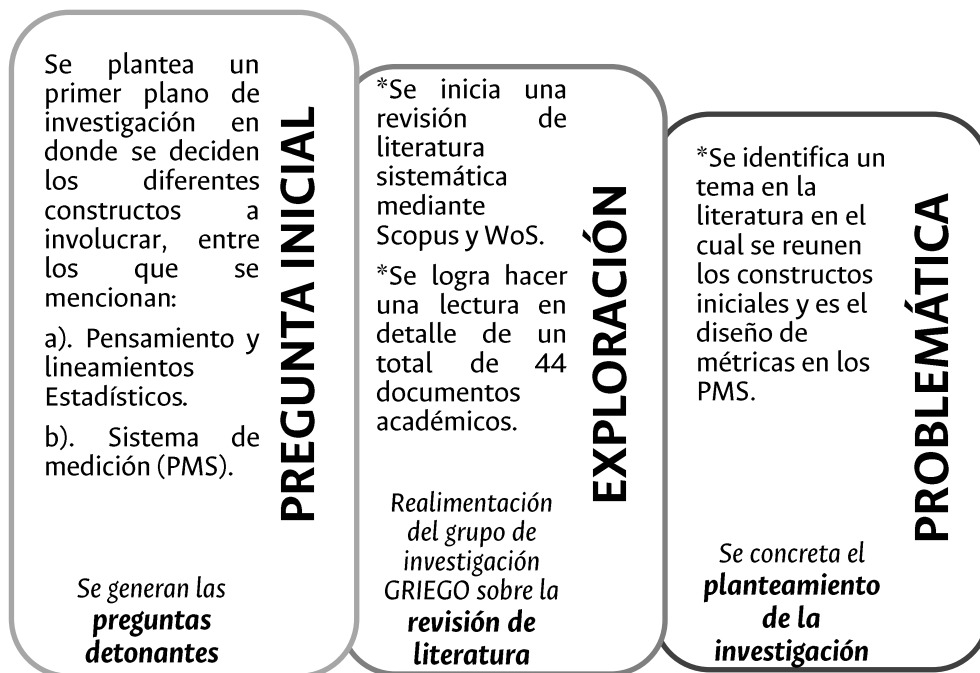 Se plantea un
primer plano de
investigación en
donde se deciden
los diferentes
constructos a
involucrar, entre
los que se
mencionan:
a). Pensamiento y
lineamientos
Estadísticos.
b). Sistema de
medición (PMS).
Se generan las
preguntas
detonantes
PREGUNTA INICIAL
*Se inicia una
revisión de
literatura
sistemática
mediante
Scopus y WoS.
*Se logra hacer
una lectura en
detalle de un
total de 44
documentos
académicos.
Realimentación
del grupo de
investigación
GRIEGO sobre la
revisión de
literatura
EXPLORACIÓN
*Se identifica un
tema en la
literatura en el
cual se reunen
los constructos
iniciales y es el
diseño de
métricas en los
PMS.
Se concreta el
planteamiento
de la
investigación
PROBLEMÁTICA